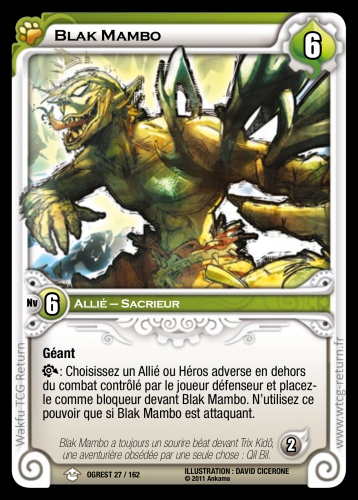 BLAK MAMBO
6
Nv 6 ALLIÉ – SACRIEUR
Géant
: Choisissez un Allié ou Héros adverse en dehors
du combat contrôlé par le joueur défenseur et placez-
le comme bloqueur devant Blak Mambo. N'utilisez ce
pouvoir que si Blak Mambo est attaquant.
Blak Mambo a toujours un sourire béat devant Trix Kidô,
une aventurière obsédée par une seule chose : Qil Bil.
2
OGREST 27 / 162
ILLUSTRATION : DAVID CICERONE
© 2011 Ankama
Wakfu TCG Return
www.wtcg-return.fr